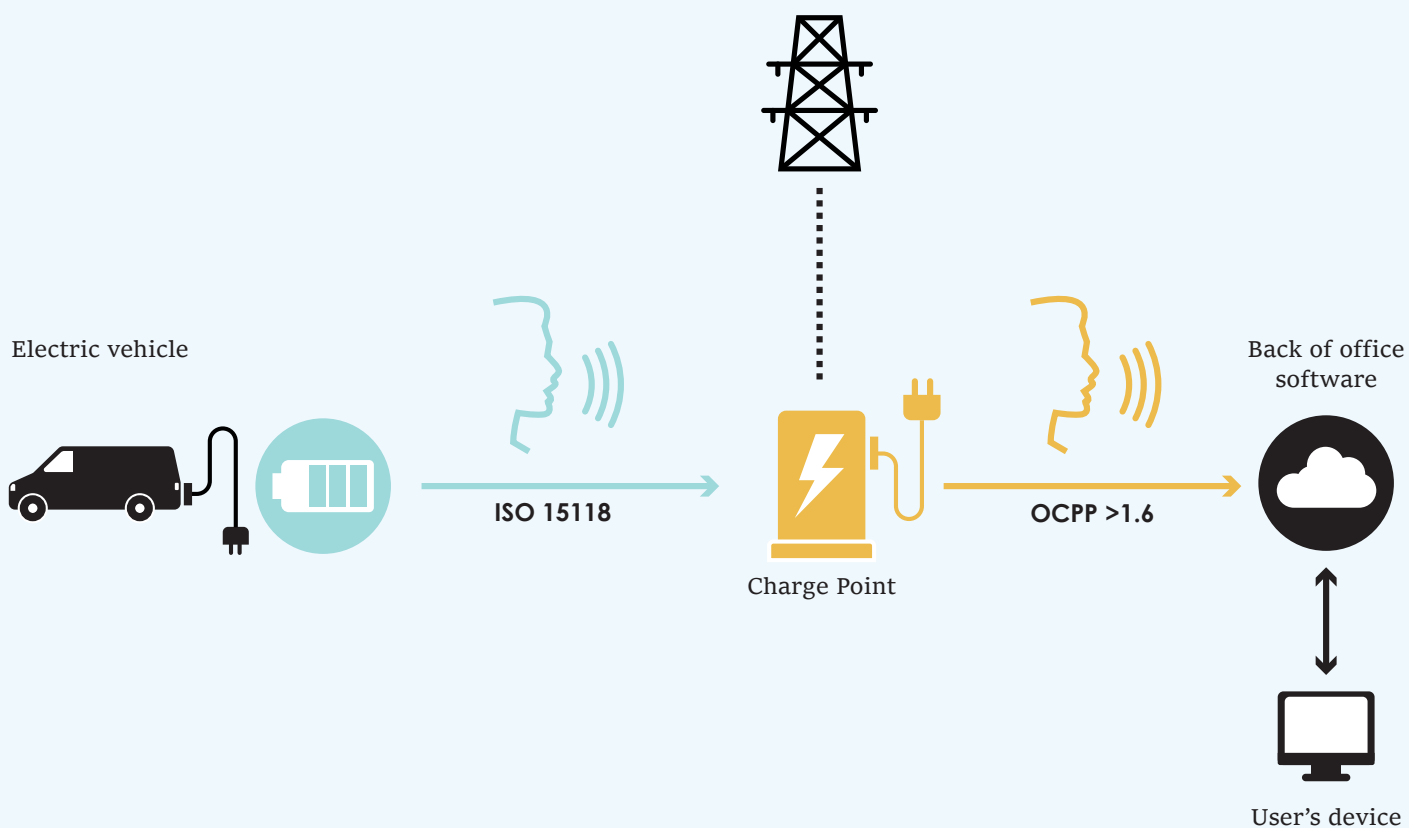 Electric vehicle
ISO 15118
Charge Point
OCPP >1.6
Back of office
software
User’s device